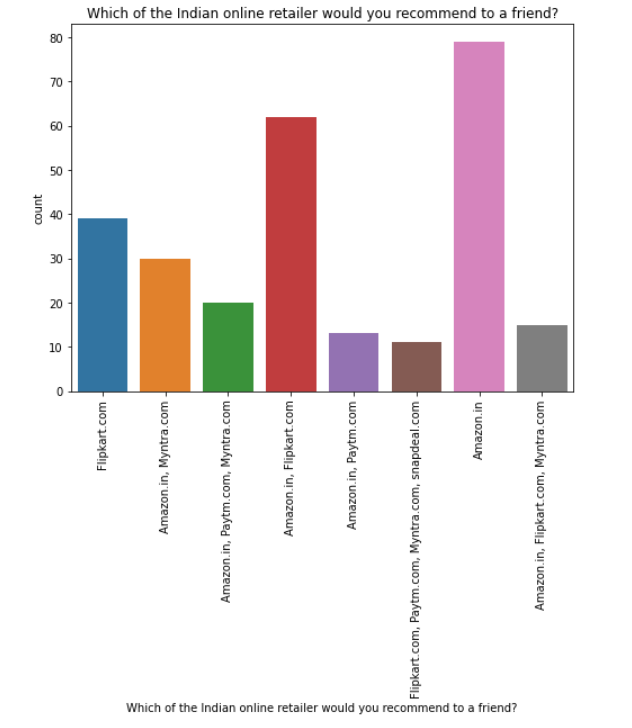 Which of the Indian online retailer would you recommend to a friend?
80
70
60
50
40
30
20
10
0
count
Flipkart.com
Amazon.in, Myntra.com
Amazon.in, Paytm.com, Myntra.com
Amazon.in, Flipkart.com
Amazon.in, Paytm.com
Flipkart.com, Paytm.com, Myntra.com, snapdeal.com
Amazon.in
Amazon.in, Flipkart.com, Myntra.com
Which of the Indian online retailer would you recommend to a friend?